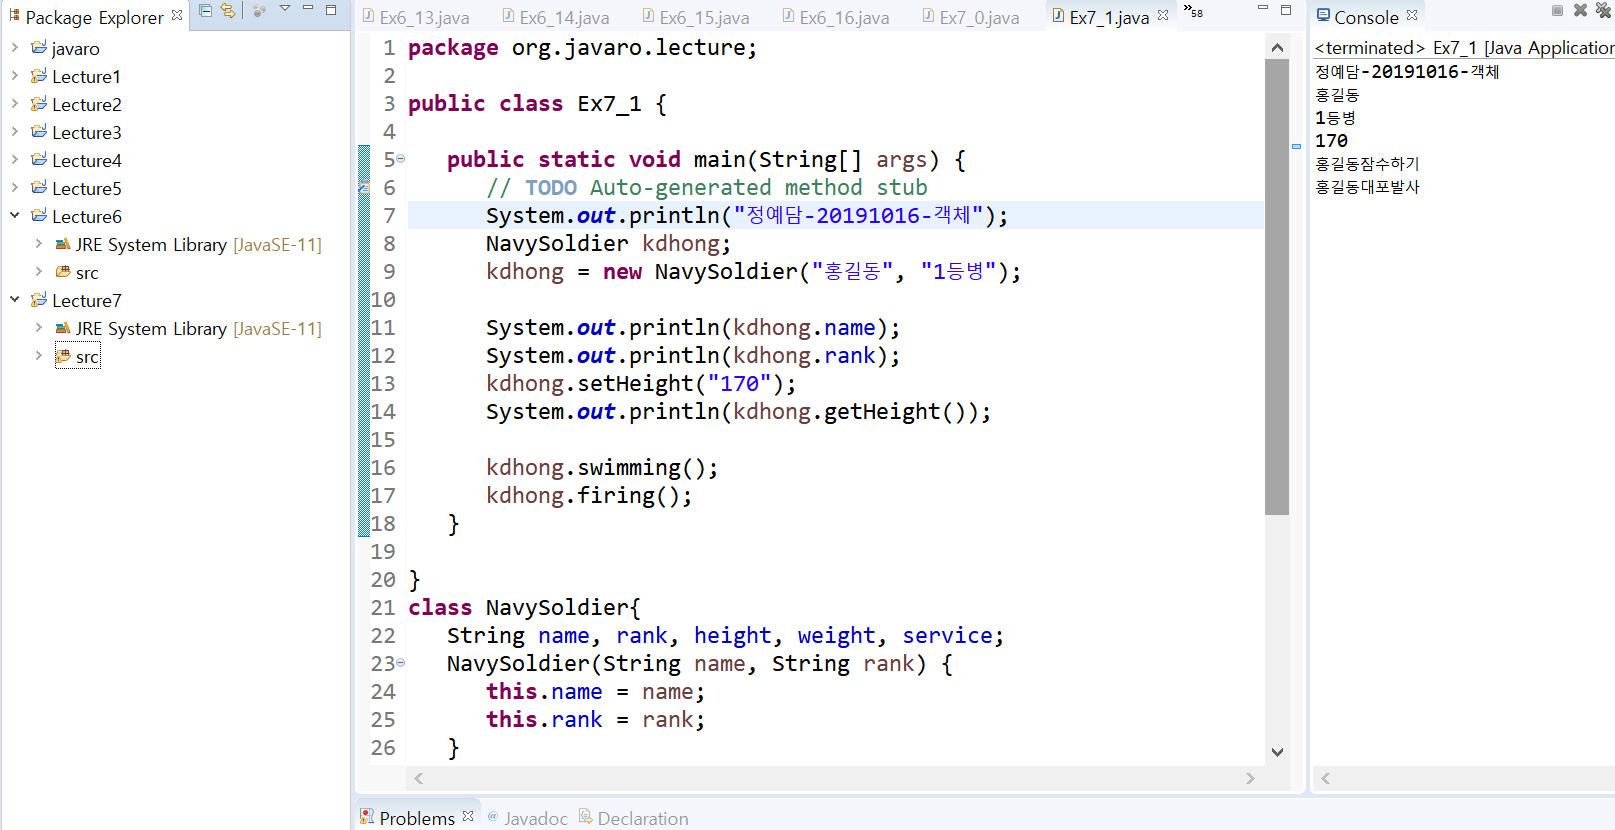 Package Explorer
javaro
Lecture1
Lecture2
Lecture3
Lecture4
Lecture5
Lecture6
JRE System Library [JavaSE-11]
src
Lecture7
JRE System Library [JavaSE-11]
src
Ex6_13.java Ex6_14.java Ex6_15.java Ex6_16.java Ex7_0.java Ex7_1.java »58
1 package org.javaro.lecture;
2
3 public class Ex7_1 {
4
5 public static void main(String[] args) {
6 // TODO Auto-generated method stub
7 System.out.println("정예담-20191016-객체");
8 NavySoldier kdhong;
9 kdhong = new NavySoldier("홍길동", "1등병");
10
11 System.out.println(kdhong.name);
12 System.out.println(kdhong.rank);
13 kdhong.setHeight("170");
14 System.out.println(kdhong.getHeight());
15
16 kdhong.swimming();
17 kdhong.firing();
18 }
19
20 }
21 class NavySoldier{
22 String name, rank, height, weight, service;
23 NavySoldier(String name, String rank) {
24 this.name = name;
25 this.rank = rank;
26 }
Problems @ Javadoc Declaration
Console
<terminated> Ex7_1 [Java Application
정예담-20191016-객체
홍길동
1등병
170
홍길동잠수하기
홍길동대포발사